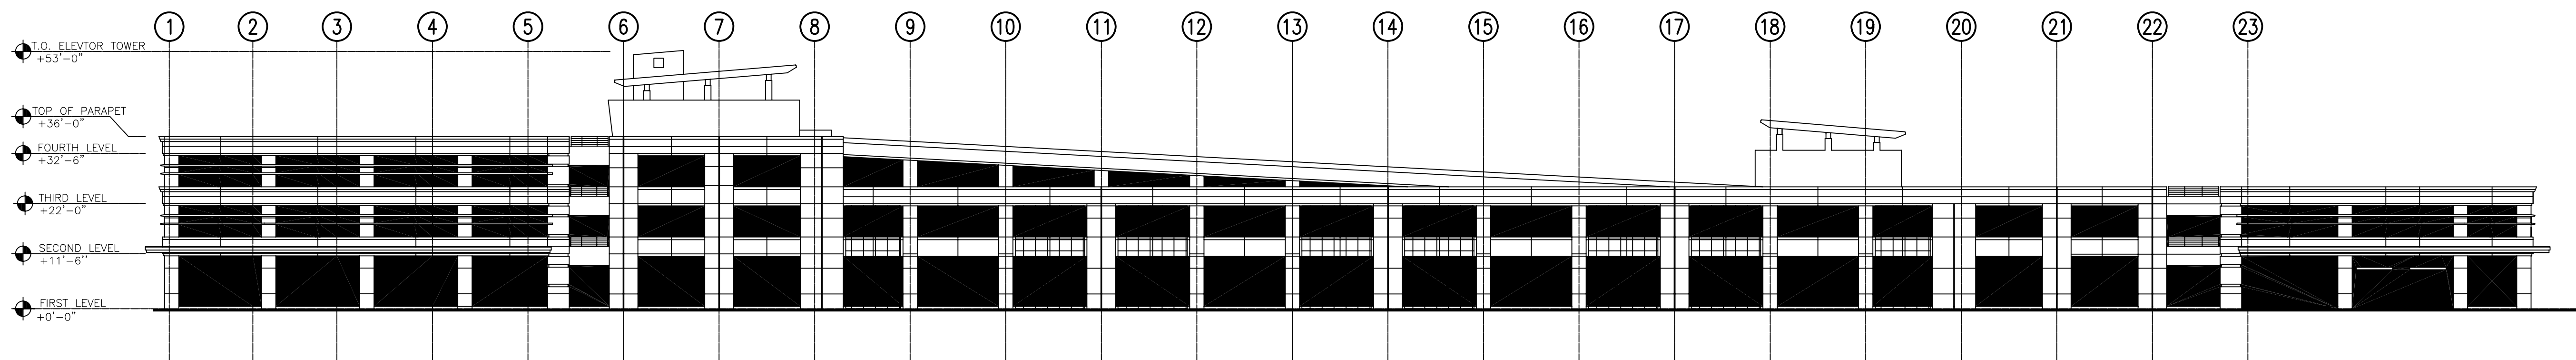 1 2 3 4 5 6 7 8 9 10 11 12 13 14 15 16 17 18 19 20 21 22 23
T.O. ELEVTOR TOWER
+53'-0"
TOP OF PARAPET
+36'-0"
FOURTH LEVEL
+32'-6"
THIRD LEVEL
+22'-0"
SECOND LEVEL
+11'-6"
FIRST LEVEL
+0'-0"